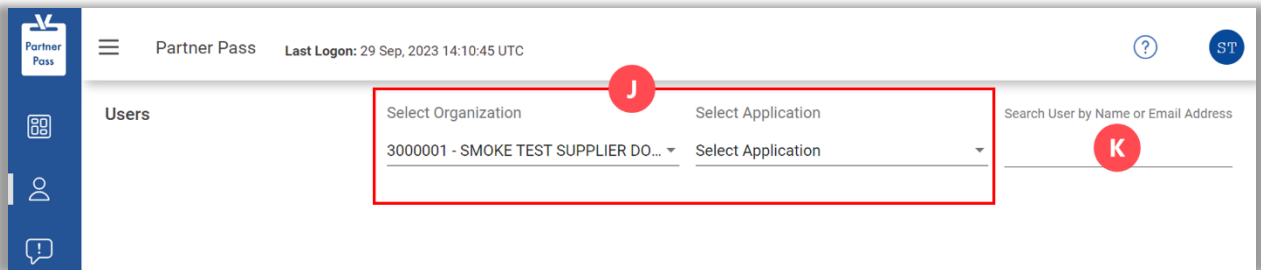 Partner
Pass
Partner Pass
Last Logon: 29 Sep, 2023 14:10:45 UTC
ST
J
Users
Select Organization
Select Application
Search User by Name or Email Address
3000001 - SMOKE TEST SUPPLIER DO...
Select Application
K